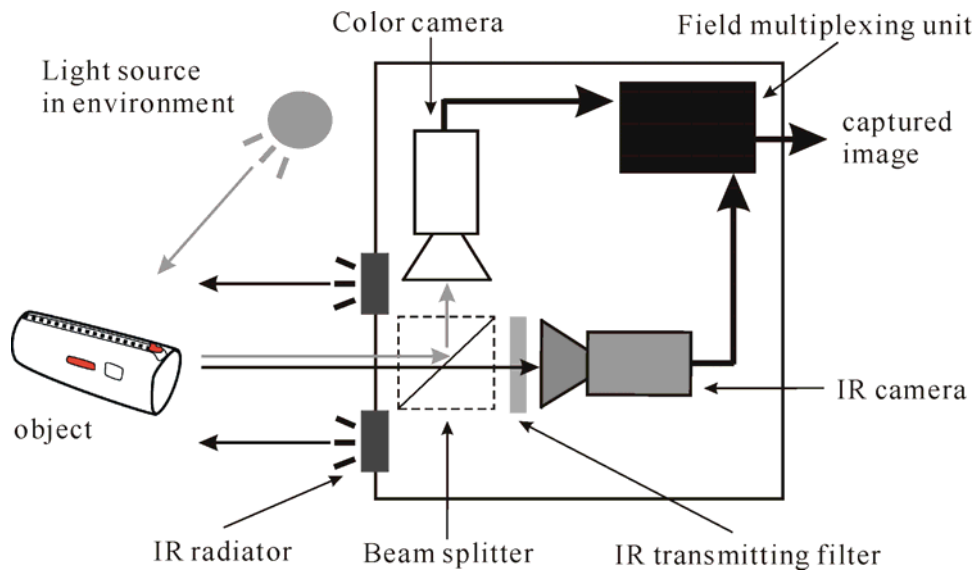 Color camera
Field multiplexing unit
Light source
in environment
captured
image
IR camera
object
IR radiator
Beam splitter
IR transmitting filter